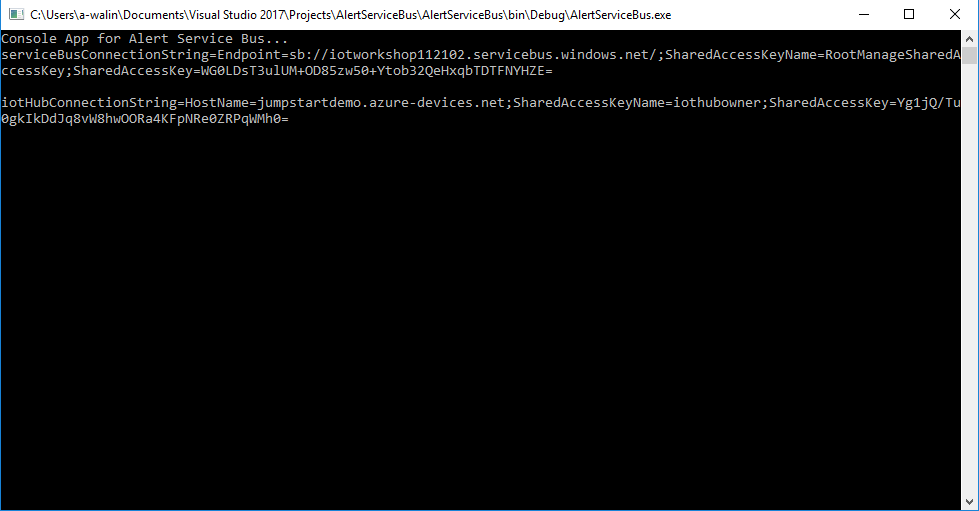 C:\Users\a-walin\Documents\Visual Studio 2017\Projects\AlertServiceBus\AlertServiceBus\bin\Debug\AlertServiceBus.exe
Console App for Alert Service Bus...
serviceBusConnectionString=Endpoint=sb://iotworkshop112102.servicebus.windows.net/;SharedAccessKeyName=RootManageSharedA
ccessKey;SharedAccessKey=WG0LDsT3ulUM+OD85zw50+Ytob32QeHxqbTDTFNYHZE=
iotHubConnectionString=HostName=jumpstartdemo.azure-devices.net;SharedAccessKeyName=iothubowner;SharedAccessKey=Yg1jQ/Tu
0gkIkDdJq8vW8hwOORa4KFpNRe0ZRPqWMh0=